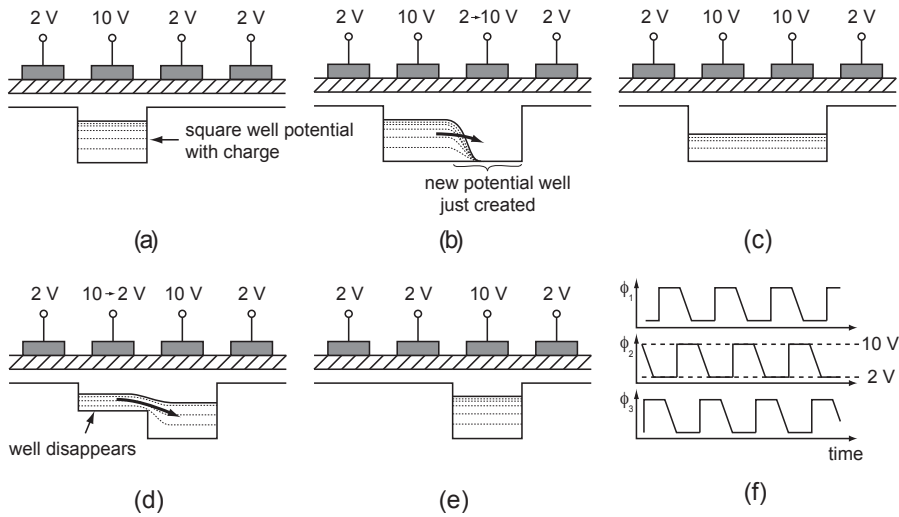 2 V 10 V 2 V 2 V
square well potential
with charge
(a)
2 V 10 V 2→10 V 2 V
new potential well
just created
(b)
2 V 10 V 10 V 2 V
(c)
2 V 10→2 V 10 V 2 V
well disappears
(d)
2 V 2 V 10 V 2 V
(e)
ϕ1
ϕ2
10 V
2 V
ϕ3
time
(f)